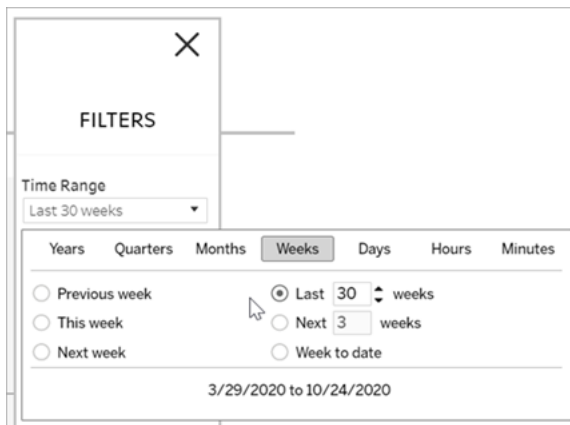 FILTERS
Time Range
Last 30 weeks
Years Quarters Months Weeks Days Hours Minutes
Previous week Last 30 weeks
This week Next 3 weeks
Next week Week to date
3/29/2020 to 10/24/2020